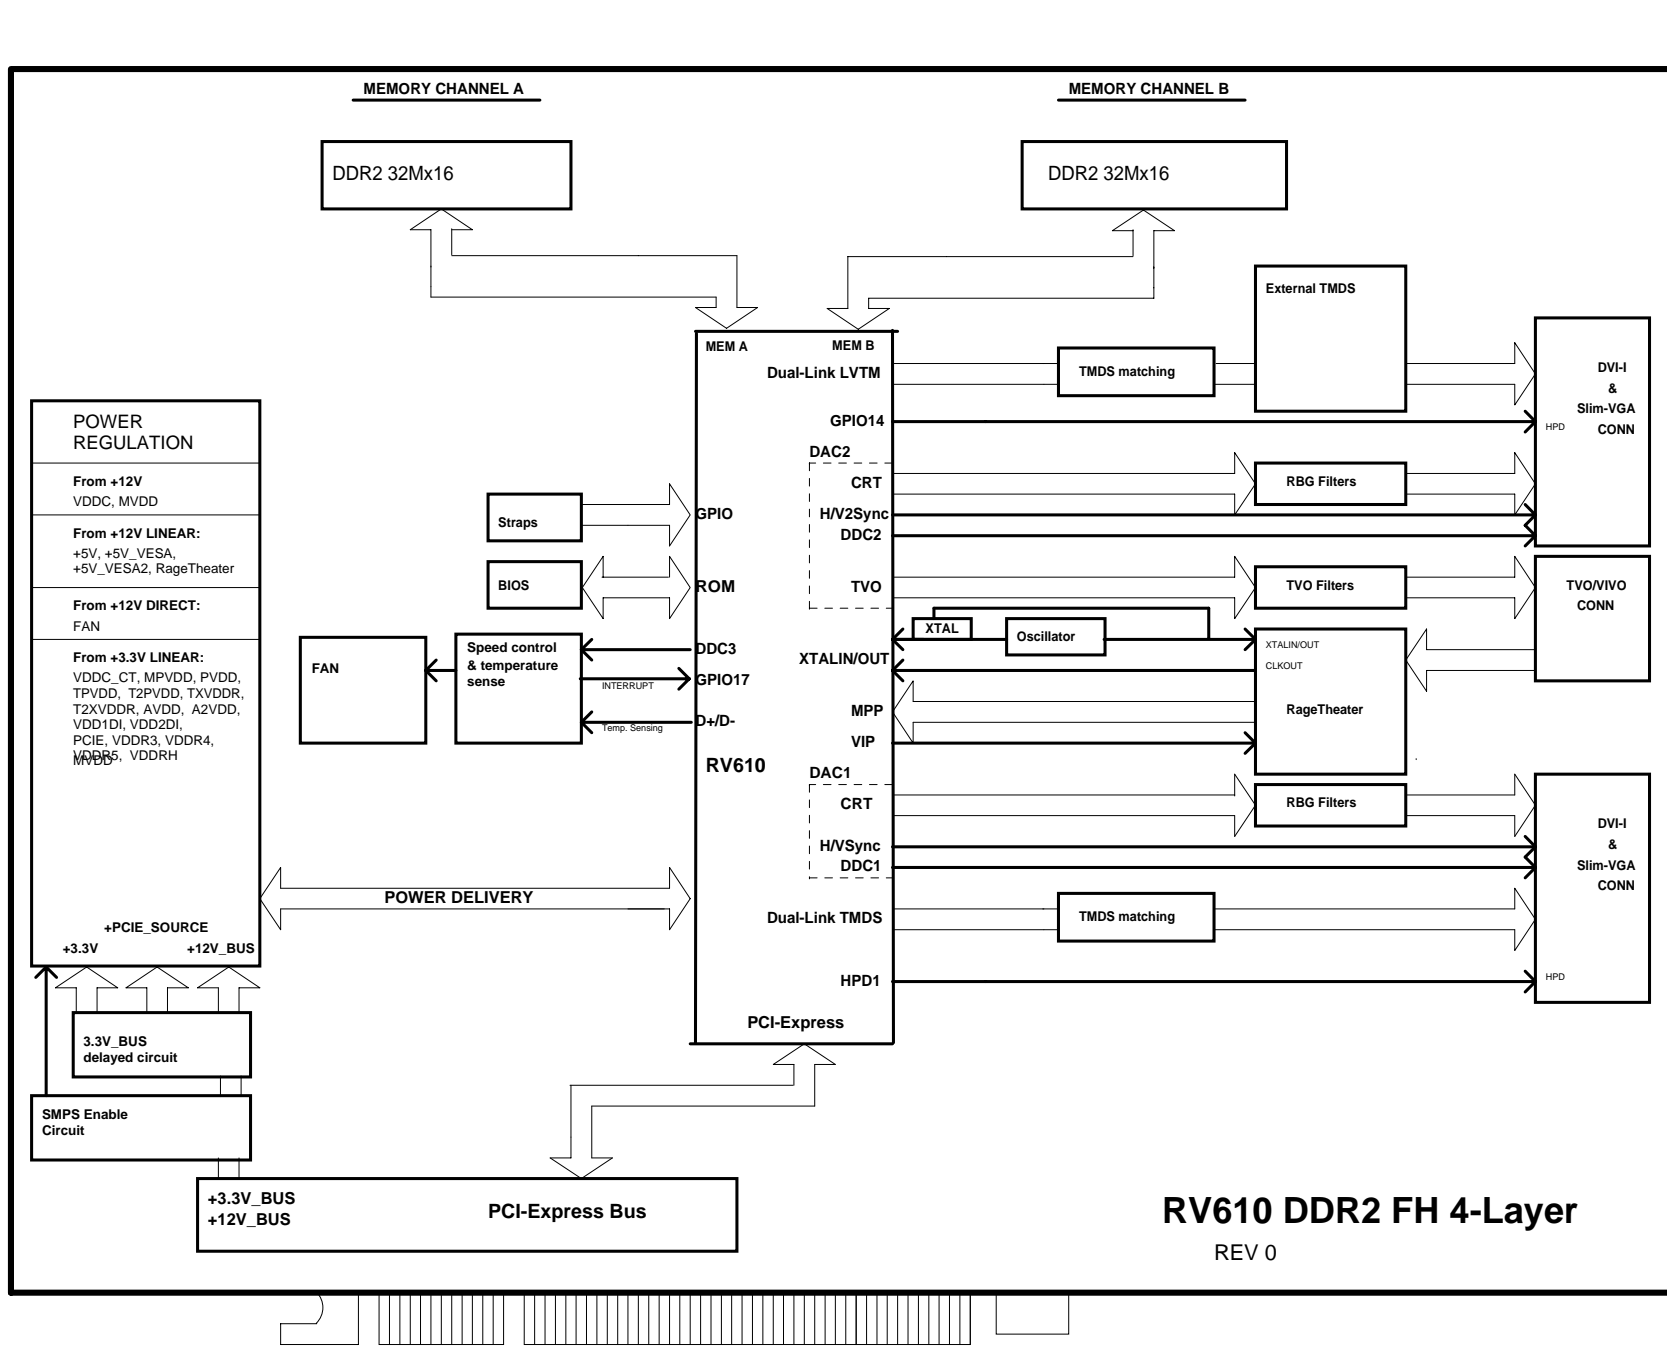 MEMORY CHANNEL A
MEMORY CHANNEL B
DDR2 32Mx16
DDR2 32Mx16
External TMDS
MEM A
MEM B
Dual-Link LVTM
TMDS matching
DVI-I
&
Slim-VGA
CONN
GPIO14
HPD
DAC2
CRT
RBG Filters
H/V2Sync
DDC2
TVO
TVO Filters
TVO/VIVO
CONN
POWER
REGULATION
From +12V
VDDC, MVDD
From +12V LINEAR:
+5V, +5V_VESA,
+5V_VESA2, RageTheater
From +12V DIRECT:
FAN
From +3.3V LINEAR:
VDDC_CT, MPVDD, PVDD,
TPVDD, T2PVDD, TXVDDR,
T2XVDDR, AVDD, A2VDD,
VDD1DI, VDD2DI,
PCIE, VDDR3, VDDR4,
VDDR5, VDDRH
MVDD
Straps
GPIO
BIOS
ROM
FAN
Speed control
& temperature
sense
DDC3
INTERRUPT
GPIO17
Temp. Sensing
D+/D-
RV610
XTAL
Oscillator
XTALIN/OUT
XTALIN/OUT
CLKOUT
RageTheater
MPP
VIP
DAC1
CRT
RBG Filters
H/VSync
DDC1
DVI-I
&
Slim-VGA
CONN
POWER DELIVERY
Dual-Link TMDS
TMDS matching
HPD1
HPD
PCI-Express
+PCIE_SOURCE
+3.3V
+12V_BUS
3.3V_BUS
delayed circuit
SMPS Enable
Circuit
+3.3V_BUS
+12V_BUS
PCI-Express Bus
RV610 DDR2 FH 4-Layer
REV 0